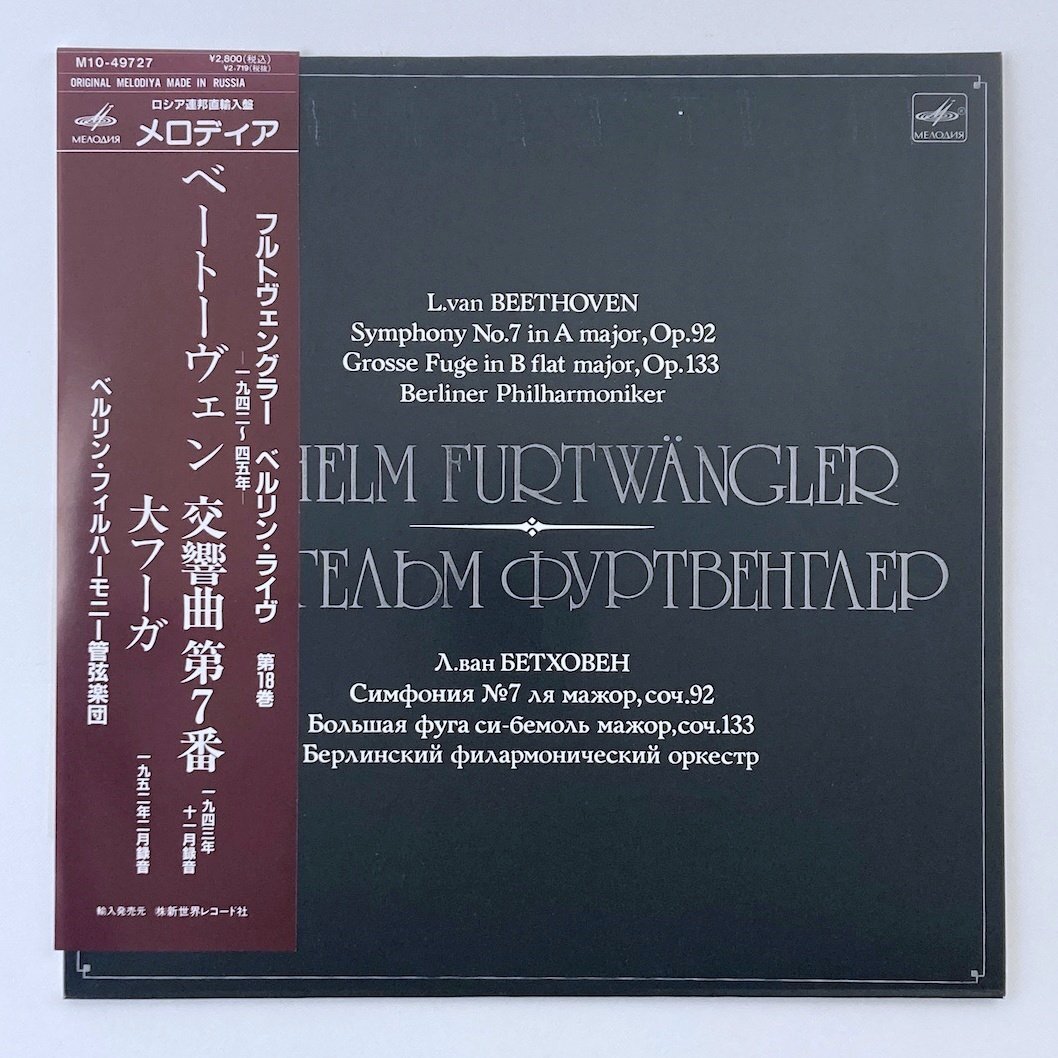 M10-49727
¥2,800(税込)
¥2,719(税抜)
ORIGINAL MELODIYA MADE IN RUSSIA
ロシア連邦直輸入盤
МЕЛОДИЯ
メロディア
フルトヴェングラー ベルリン・ライヴ 第18巻
—一九四二〜四五年—
ベートーヴェン 交響曲 第7番
一九四三年
十一月録音
大フーガ
一九五二年二月録音
ベルリン・フィルハーモニー管弦楽団
輸入発売元 ㈱新世界レコード社
МЕЛОДИЯ
L.van BEETHOVEN
Symphony No.7 in A major, Op.92
Grosse Fuge in B flat major, Op.133
Berliner Philharmoniker
HELM FURTWÄNGLER
ГЕЛЬМ ФУРТВЕНГЛЕР
Л.ван БЕТХОВЕН
Симфония №7 ля мажор, соч.92
Большая фуга си-бемоль мажор, соч.133
Берлинский филармонический оркестр